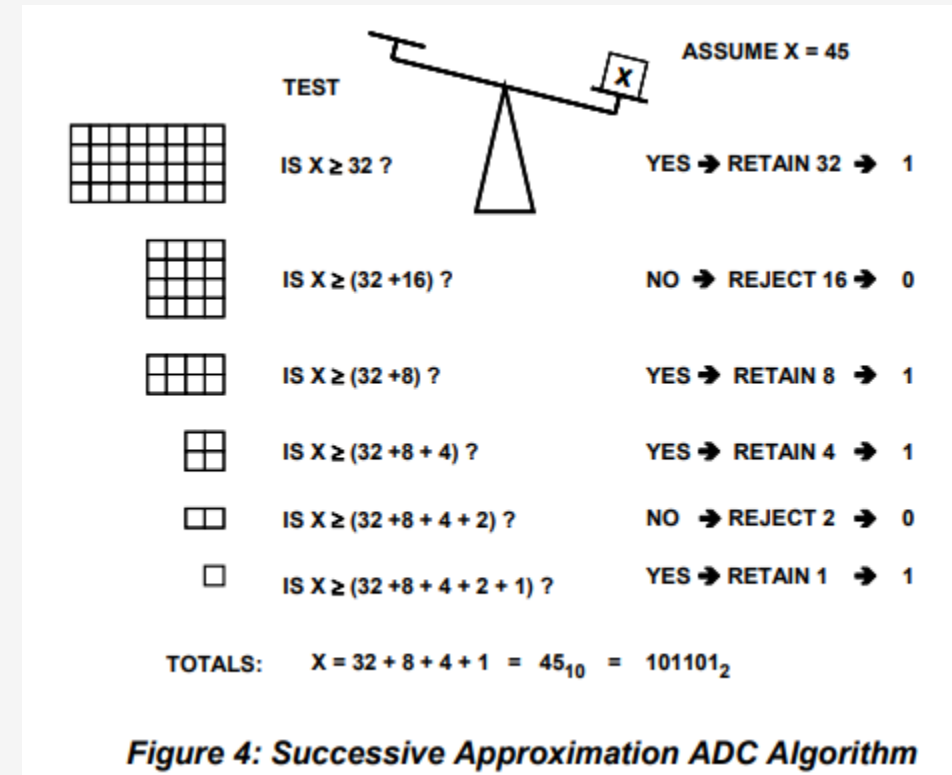 ASSUME X = 45
X
TEST
IS X ≥ 32 ? YES ➔ RETAIN 32 ➔ 1
IS X ≥ (32 +16) ? NO ➔ REJECT 16 ➔ 0
IS X ≥ (32 +8) ? YES ➔ RETAIN 8 ➔ 1
IS X ≥ (32 +8 + 4) ? YES ➔ RETAIN 4 ➔ 1
IS X ≥ (32 +8 + 4 + 2) ? NO ➔ REJECT 2 ➔ 0
IS X ≥ (32 +8 + 4 + 2 + 1) ? YES ➔ RETAIN 1 ➔ 1
TOTALS: X = 32 + 8 + 4 + 1 = 45₁₀ = 101101₂
Figure 4: Successive Approximation ADC Algorithm